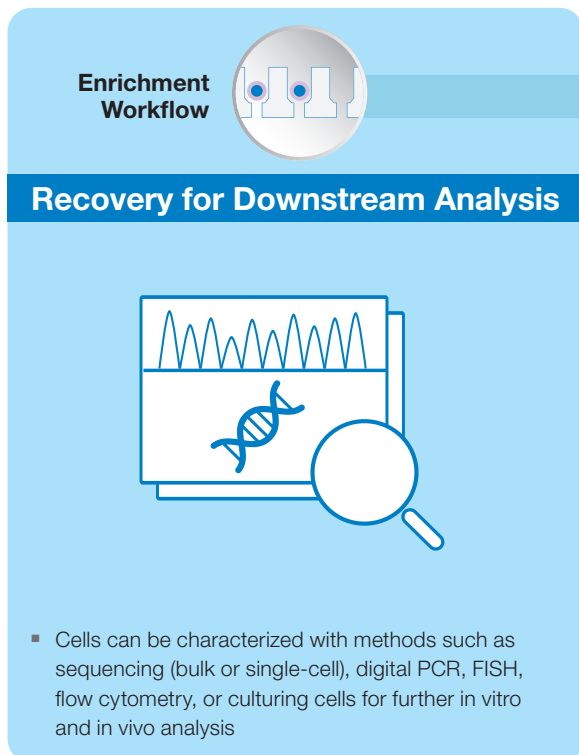 Enrichment
Workflow
Recovery for Downstream Analysis
▪ Cells can be characterized with methods such as
sequencing (bulk or single-cell), digital PCR, FISH,
flow cytometry, or culturing cells for further in vitro
and in vivo analysis